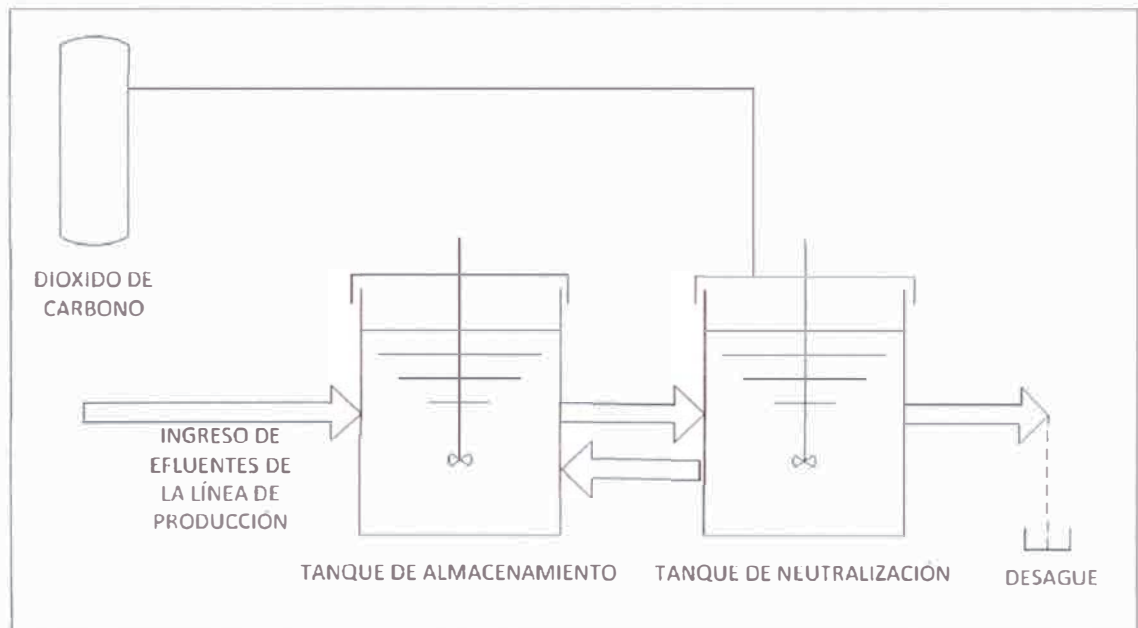 DIOXIDO DE
CARBONO
INGRESO DE
EFLUENTES DE
LA LÍNEA DE
PRODUCCIÓN
TANQUE DE ALMACENAMIENTO
TANQUE DE NEUTRALIZACIÓN
DESAGUE